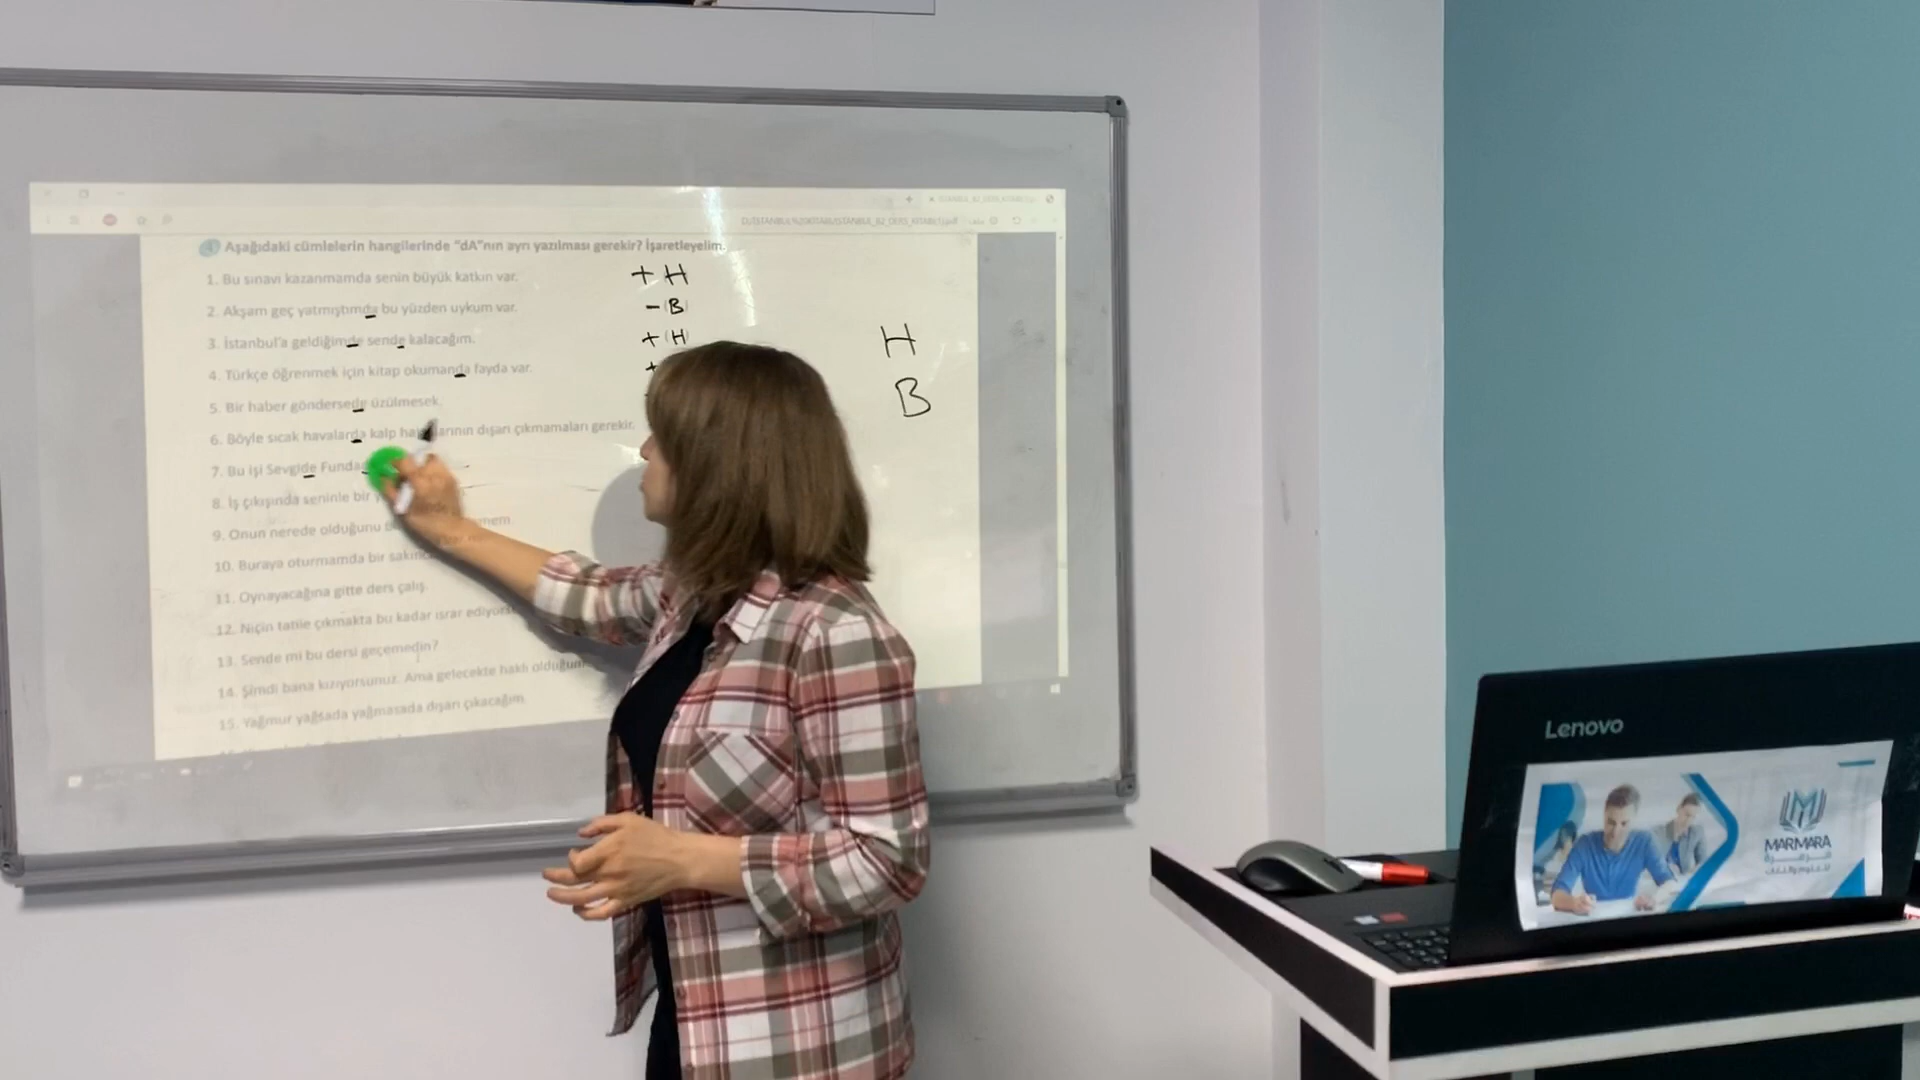 4 Aşağıdaki cümlelerin hangilerinde "dA"nın ayrı yazılması gerekir? İşaretleyelim.
1. Bu sınavı kazanmamda senin büyük katkın var. + H
2. Akşam geç yatmıştımda bu yüzden uykum var. - (B)
3. İstanbul'a geldiğimde sende kalacağım. + (H)
4. Türkçe öğrenmek için kitap okumanda fayda var. +
5. Bir haber göndersede üzülmesek.
6. Böyle sıcak havalarda kalp dışarı çıkmamaları gerekir.
7. Bu işi Sevgide
8. İş çıkışında seninle bir
9. Onun nerede olduğunu
10. Buraya oturmamda bir
11. Oynayacağına gitte ders çalış.
12. Niçin tatile çıkmakta bu kadar ısrar
13. Sende mi bu dersi geçemedin?
14. Şimdi bana kızıyorsunuz. Ama gelecekte haklı
15. Yağmur yağsada yağmasada dışarı çıkacağım.
H
B
Lenovo
MARMARA